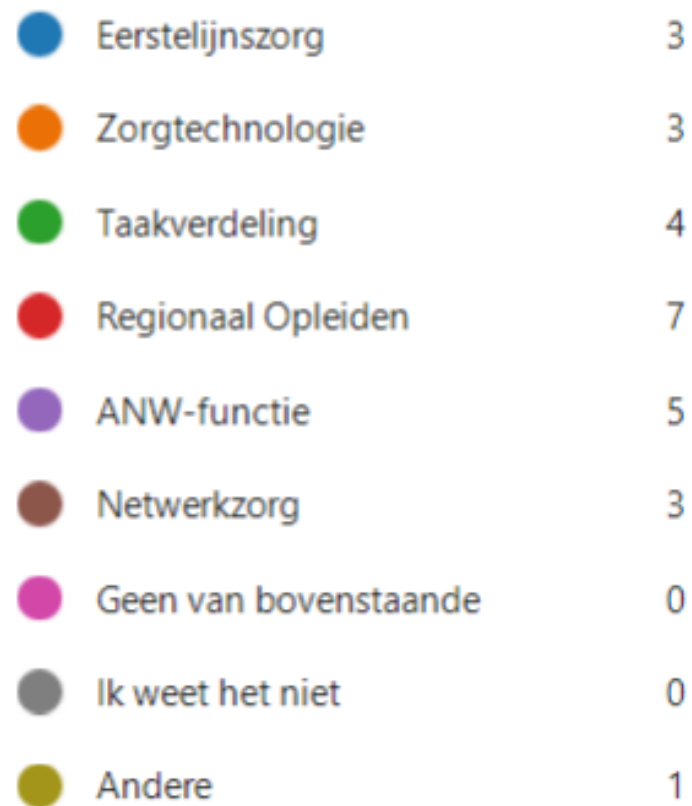 Eerstelijnszorg 3
Zorgtechnologie 3
Taakverdeling 4
Regionaal Opleiden 7
ANW-functie 5
Netwerkzorg 3
Geen van bovenstaande 0
Ik weet het niet 0
Andere 1